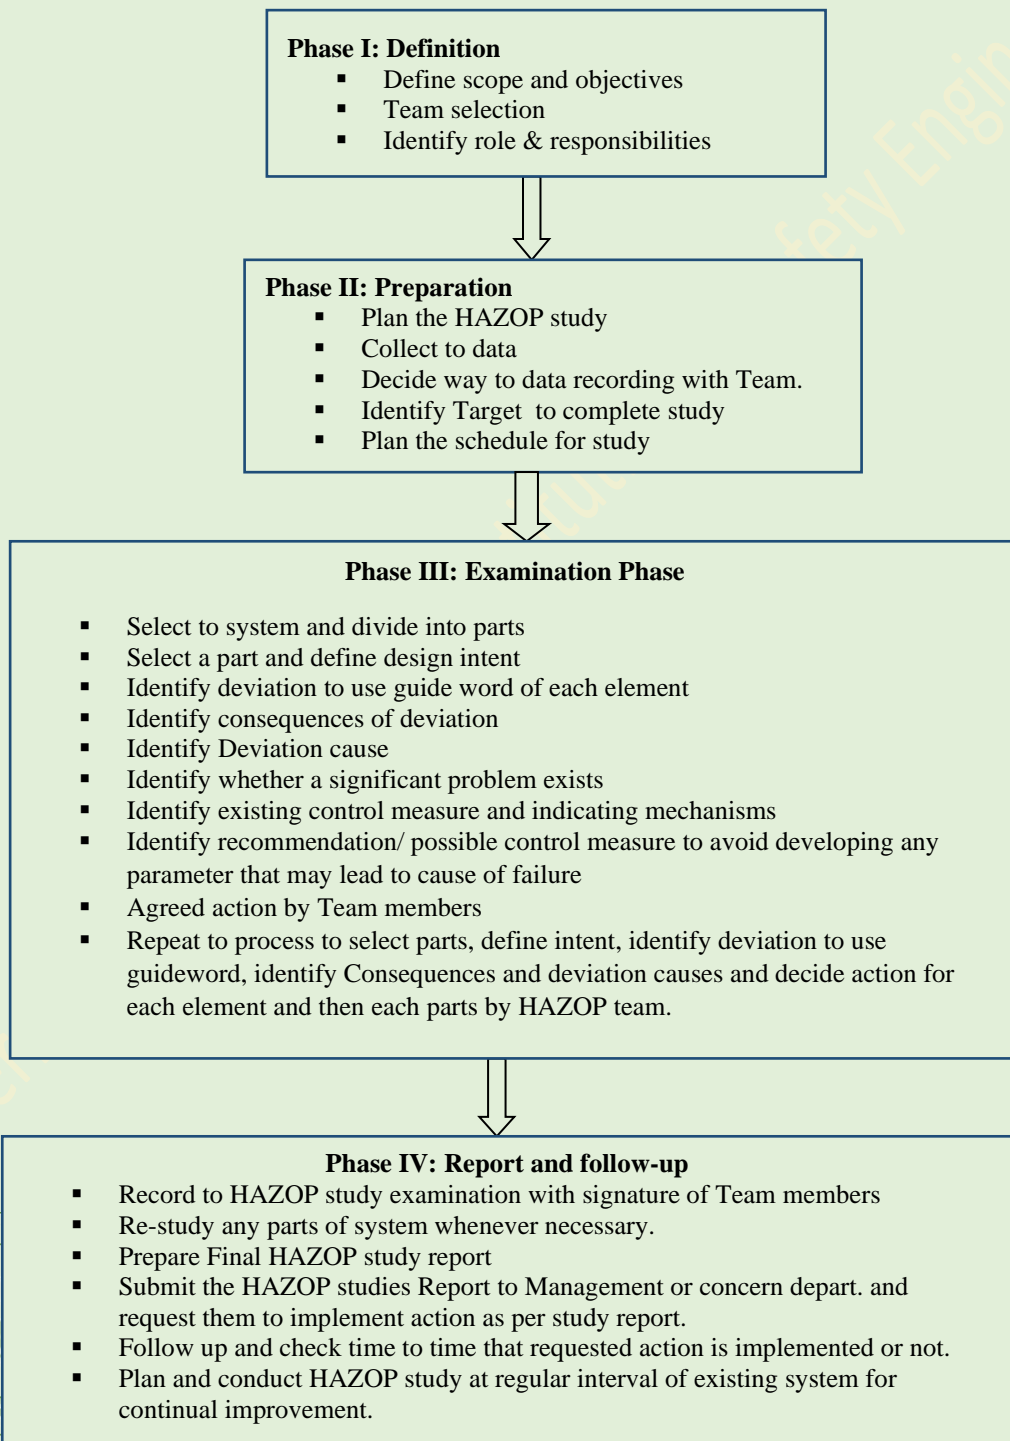 Phase I: Definition
▪ Define scope and objectives
▪ Team selection
▪ Identify role & responsibilities
Phase II: Preparation
▪ Plan the HAZOP study
▪ Collect to data
▪ Decide way to data recording with Team.
▪ Identify Target to complete study
▪ Plan the schedule for study
Phase III: Examination Phase
▪ Select to system and divide into parts
▪ Select a part and define design intent
▪ Identify deviation to use guide word of each element
▪ Identify consequences of deviation
▪ Identify Deviation cause
▪ Identify whether a significant problem exists
▪ Identify existing control measure and indicating mechanisms
▪ Identify recommendation/ possible control measure to avoid developing any
parameter that may lead to cause of failure
▪ Agreed action by Team members
▪ Repeat to process to select parts, define intent, identify deviation to use
guideword, identify Consequences and deviation causes and decide action for
each element and then each parts by HAZOP team.
Phase IV: Report and follow-up
▪ Record to HAZOP study examination with signature of Team members
▪ Re-study any parts of system whenever necessary.
▪ Prepare Final HAZOP study report
▪ Submit the HAZOP studies Report to Management or concern depart. and
request them to implement action as per study report.
▪ Follow up and check time to time that requested action is implemented or not.
▪ Plan and conduct HAZOP study at regular interval of existing system for
continual improvement.